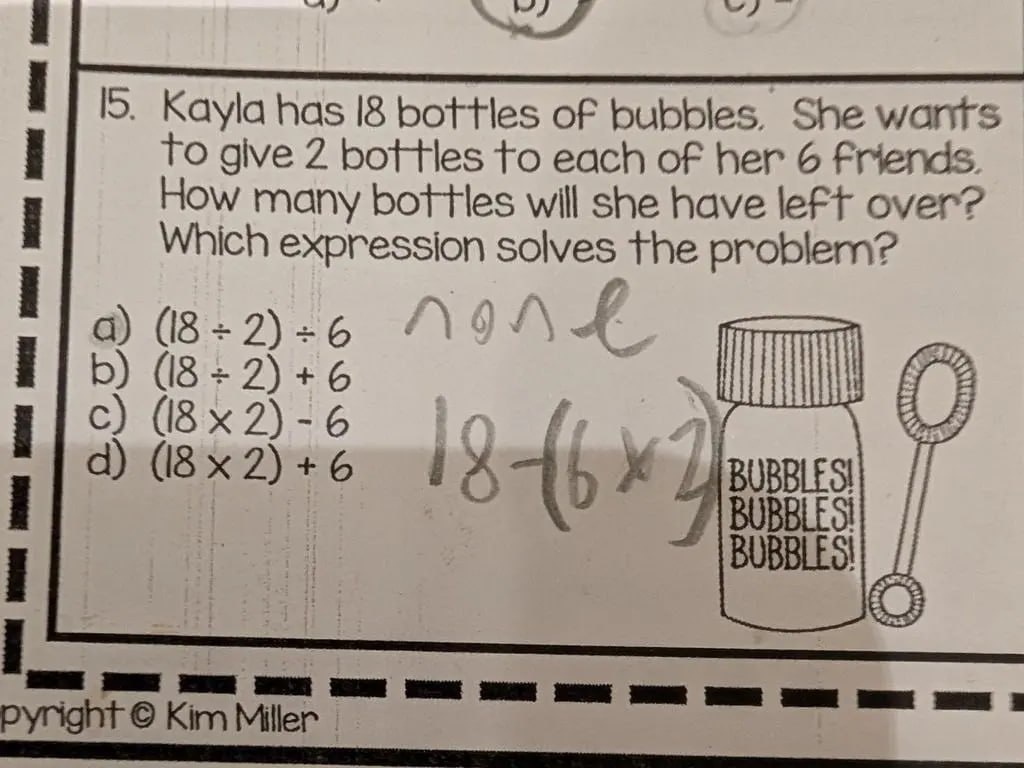 15. Kayla has 18 bottles of bubbles. She wants
to give 2 bottles to each of her 6 friends.
How many bottles will she have left over?
Which expression solves the problem?
a) (18 ÷ 2) ÷ 6
none
b) (18 ÷ 2) + 6
c) (18 x 2) - 6
d) (18 x 2) + 6
18-(6x2)
BUBBLES!
BUBBLES!
BUBBLES!
pyright © Kim Miller